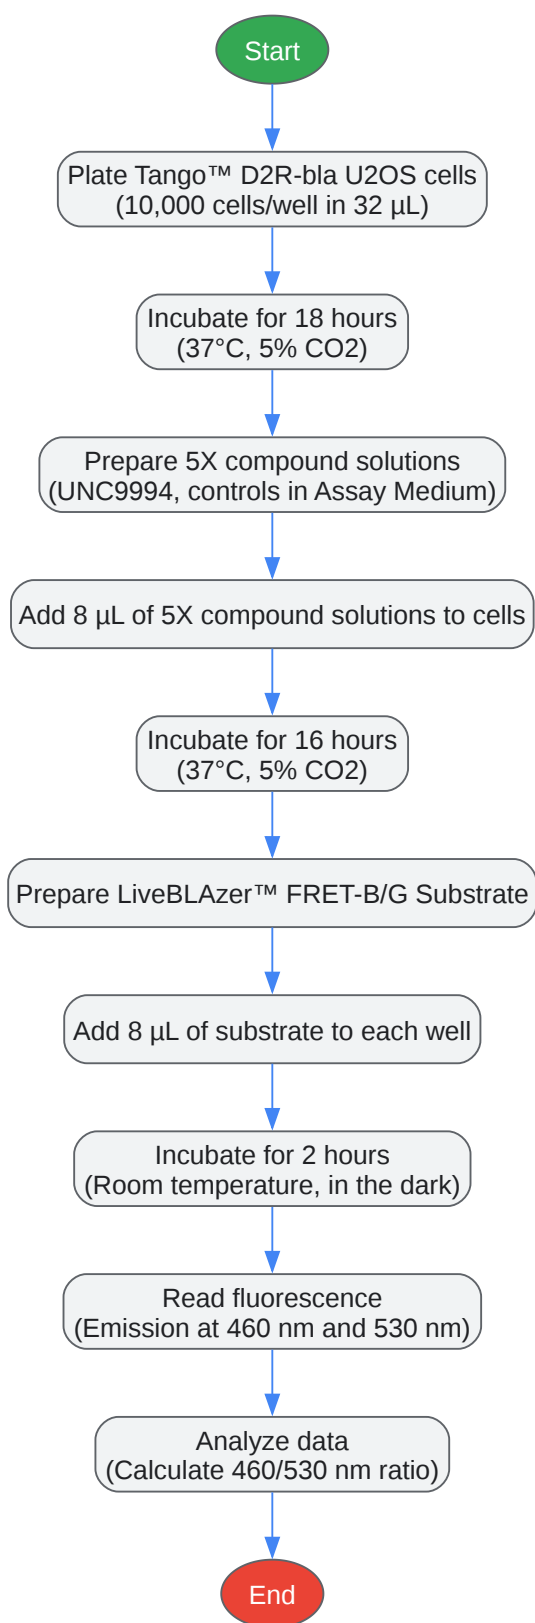 Start
Plate Tango™ D2R-bla U2OS cells
(10,000 cells/well in 32 µL)
Incubate for 18 hours
(37°C, 5% CO2)
Prepare 5X compound solutions
(UNC9994, controls in Assay Medium)
Add 8 µL of 5X compound solutions to cells
Incubate for 16 hours
(37°C, 5% CO2)
Prepare LiveBLAzer™ FRET-B/G Substrate
Add 8 µL of substrate to each well
Incubate for 2 hours
(Room temperature, in the dark)
Read fluorescence
(Emission at 460 nm and 530 nm)
Analyze data
(Calculate 460/530 nm ratio)
End